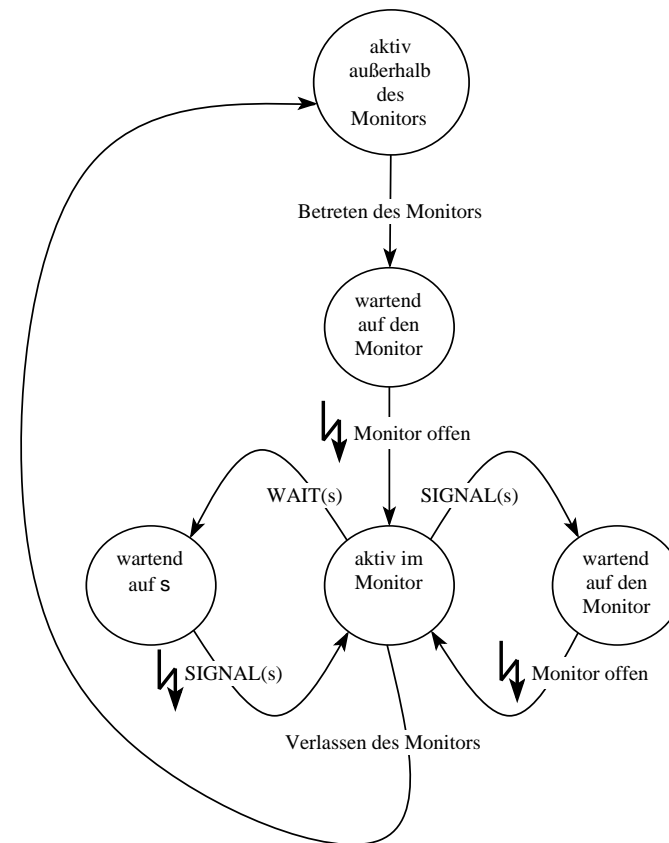 aktiv
außerhalb
des
Monitors
Betreten des Monitors
wartend
auf den
Monitor
Monitor offen
WAIT(s)
SIGNAL(s)
wartend
auf s
aktiv im
Monitor
wartend
auf den
Monitor
SIGNAL(s)
Monitor offen
Verlassen des Monitors